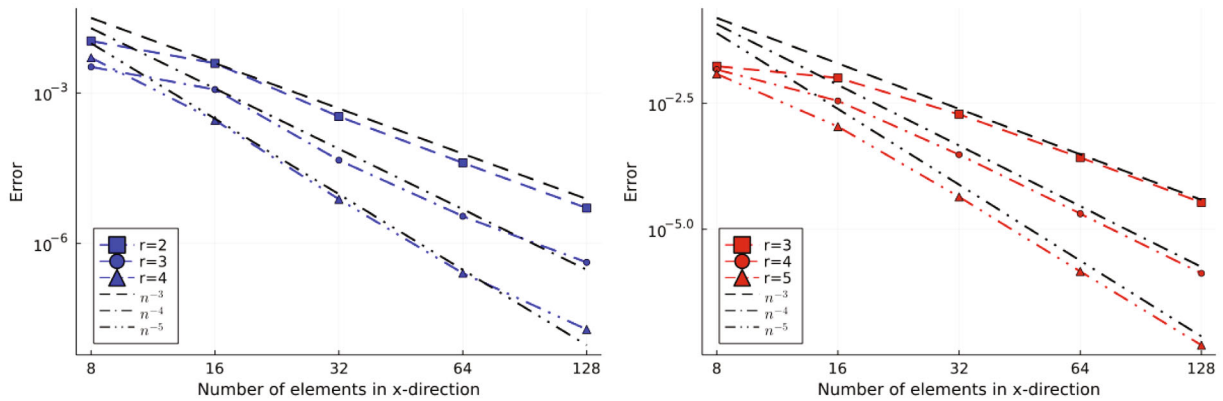 Error
10⁻³
10⁻⁶
r=2
r=3
r=4
n⁻³
n⁻⁴
n⁻⁵
8 16 32 64 128
Number of elements in x-direction
Error
10⁻²·⁵
10⁻⁵·⁰
r=3
r=4
r=5
n⁻³
n⁻⁴
n⁻⁵
8 16 32 64 128
Number of elements in x-direction